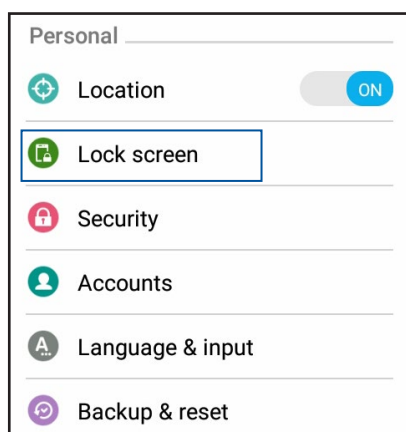 Personal
Location ON
Lock screen
Security
Accounts
Language & input
Backup & reset